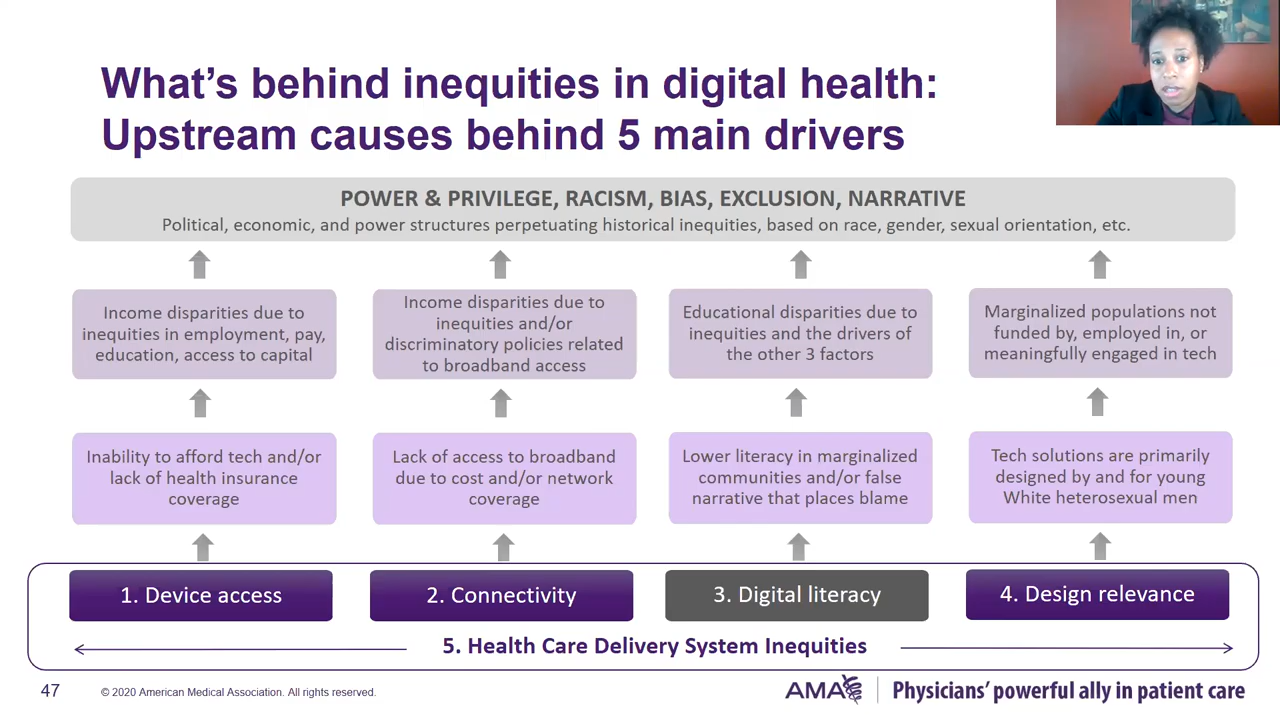 What's behind inequities in digital health:
Upstream causes behind 5 main drivers
POWER & PRIVILEGE, RACISM, BIAS, EXCLUSION, NARRATIVE
Political, economic, and power structures perpetuating historical inequities, based on race, gender, sexual orientation, etc.
Income disparities due to
inequities in employment, pay,
education, access to capital
Income disparities due to
inequities and/or
discriminatory policies related
to broadband access
Educational disparities due to
inequities and the drivers of
the other 3 factors
Marginalized populations not
funded by, employed in, or
meaningfully engaged in tech
Inability to afford tech and/or
lack of health insurance
coverage
Lack of access to broadband
due to cost and/or network
coverage
Lower literacy in marginalized
communities and/or false
narrative that places blame
Tech solutions are primarily
designed by and for young
White heterosexual men
1. Device access
2. Connectivity
3. Digital literacy
4. Design relevance
5. Health Care Delivery System Inequities
47
© 2020 American Medical Association. All rights reserved.
AMA
Physicians' powerful ally in patient care